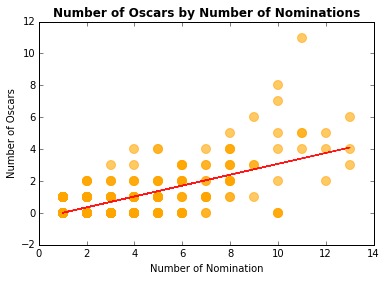 Number of Oscars by Number of Nominations
12
10
8
6
4
2
0
−2
Number of Oscars
0 2 4 6 8 10 12 14
Number of Nomination